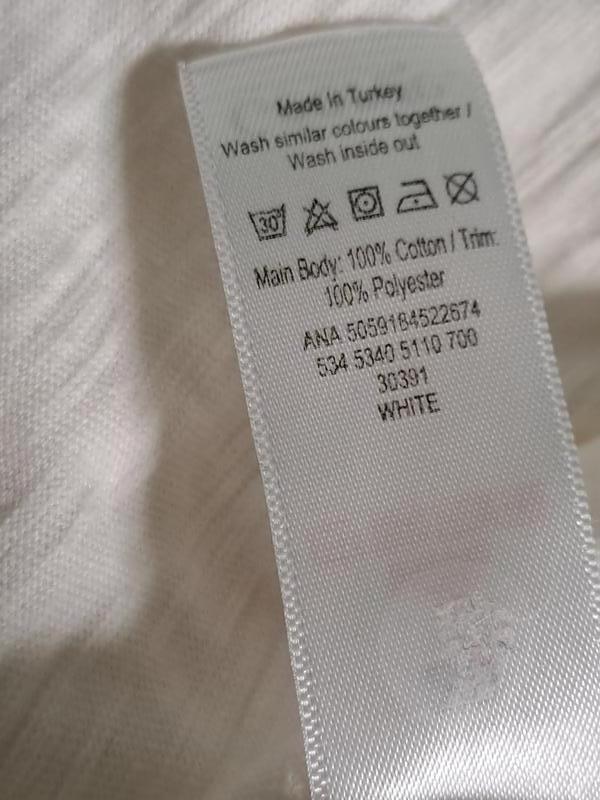 Made In Turkey
Wash similar colours together /
Wash inside out
30
Main Body: 100% Cotton / Trim:
100% Polyester
ANA 5059184522674
534 5340 5110 700
30391
WHITE